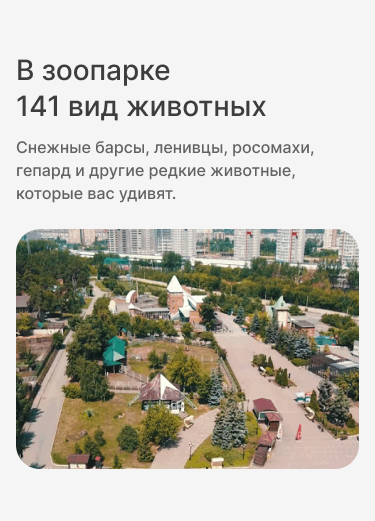 В зоопарке
141 вид животных
Снежные барсы, ленивцы, росомахи,
гепард и другие редкие животные,
которые вас удивят.